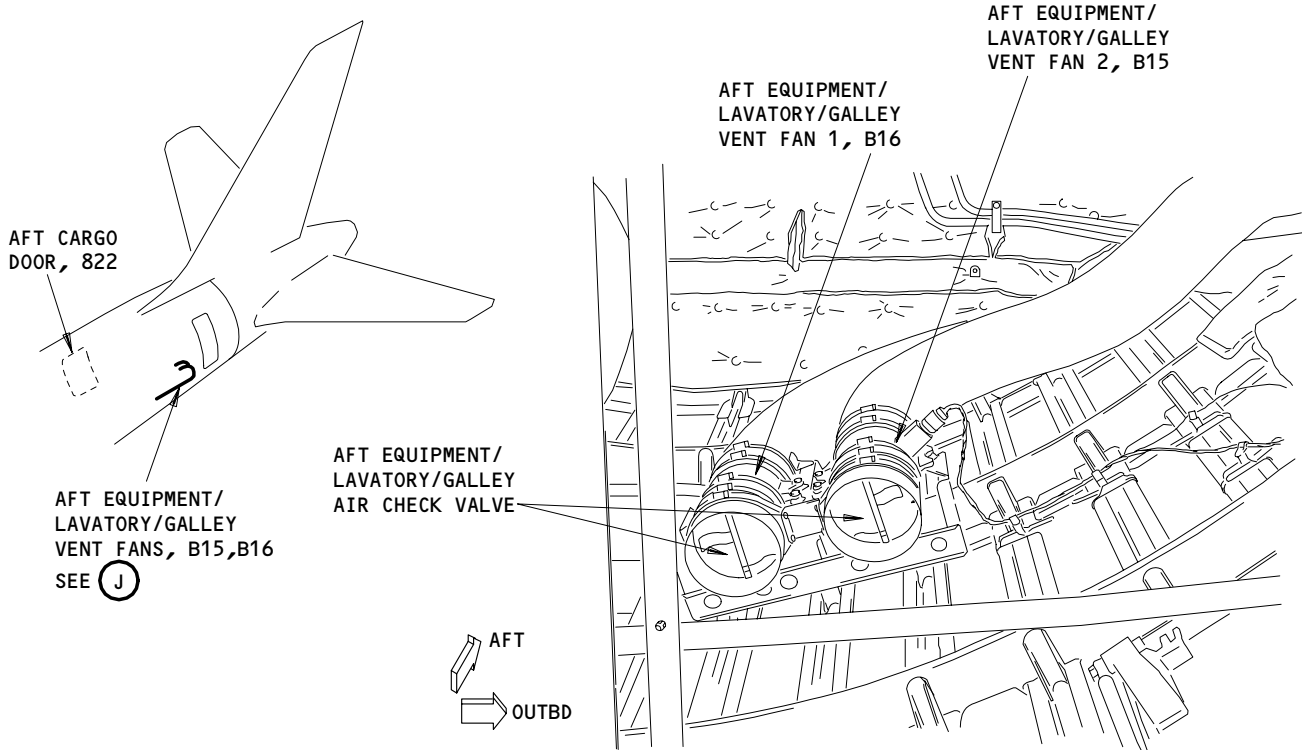 AFT EQUIPMENT/
LAVATORY/GALLEY
VENT FAN 2, B15
AFT EQUIPMENT/
LAVATORY/GALLEY
VENT FAN 1, B16
AFT CARGO
DOOR, 822
AFT EQUIPMENT/
LAVATORY/GALLEY
AIR CHECK VALVE
AFT EQUIPMENT/
LAVATORY/GALLEY
VENT FANS, B15,B16
SEE J
AFT
OUTBD